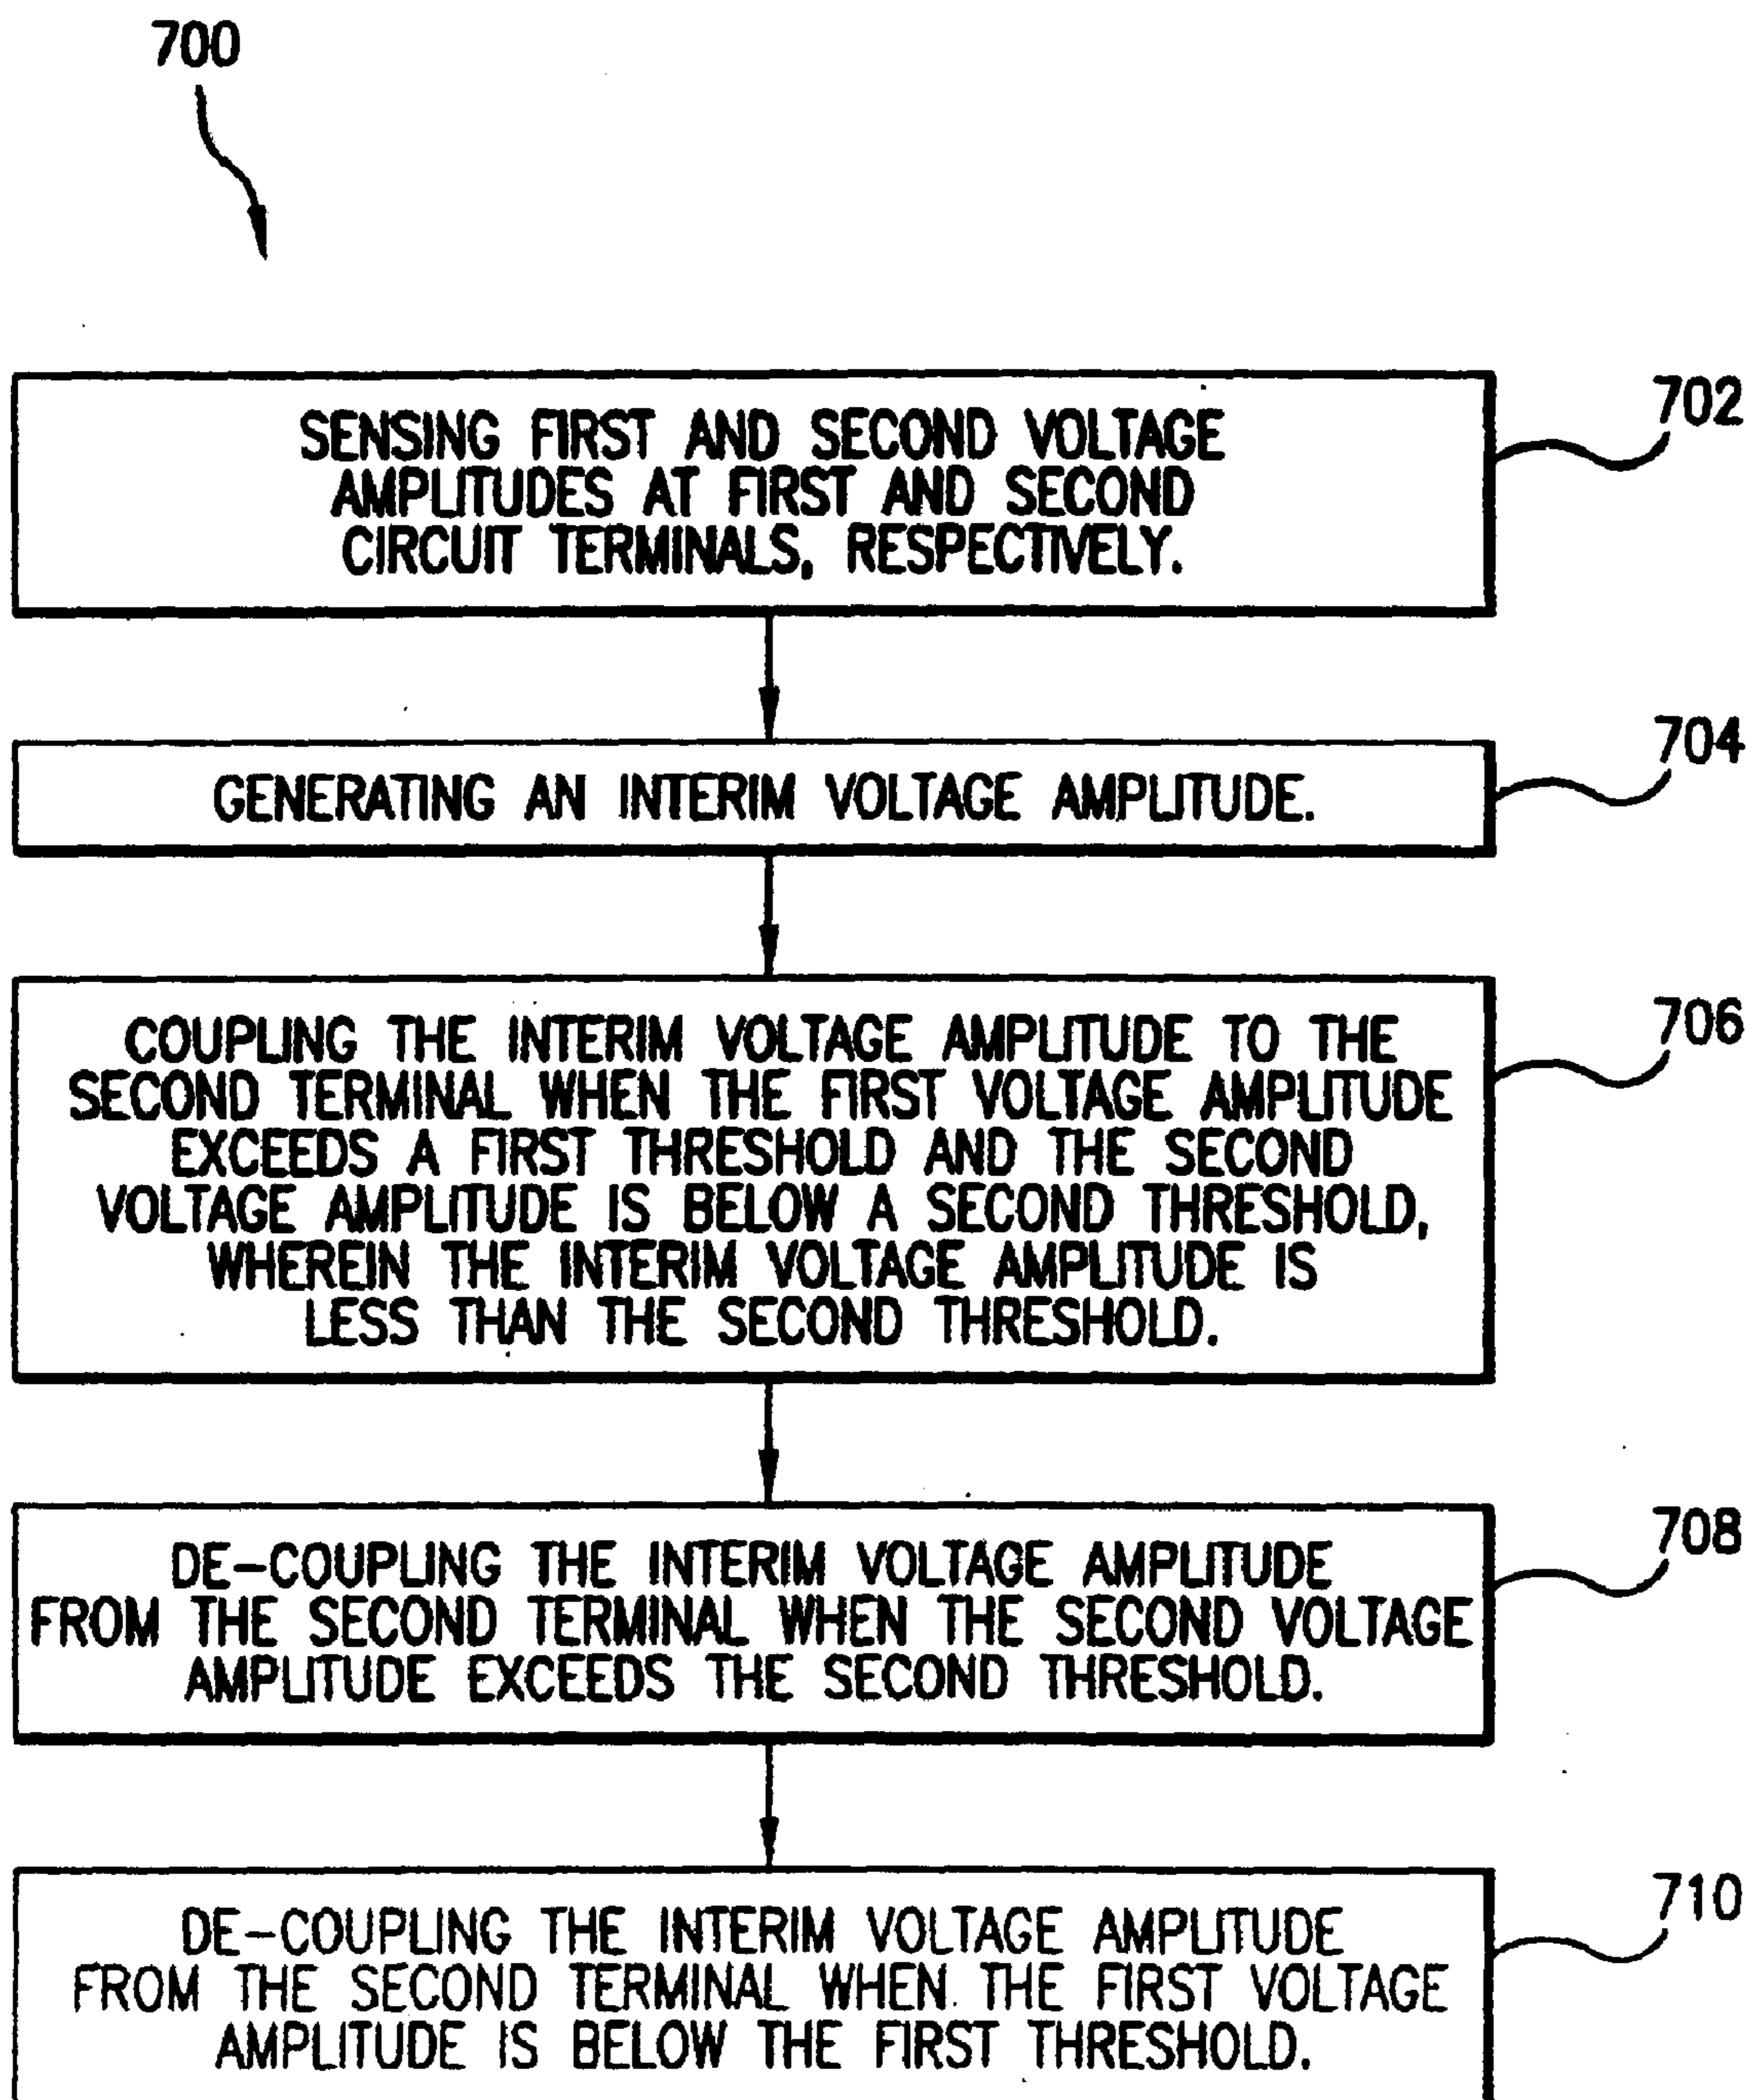 700
702
SENSING FIRST AND SECOND VOLTAGE
AMPLITUDES AT FIRST AND SECOND
CIRCUIT TERMINALS, RESPECTIVELY.
704
GENERATING AN INTERIM VOLTAGE AMPLITUDE.
706
COUPLING THE INTERIM VOLTAGE AMPLITUDE TO THE
SECOND TERMINAL WHEN THE FIRST VOLTAGE AMPLITUDE
EXCEEDS A FIRST THRESHOLD AND THE SECOND
VOLTAGE AMPLITUDE IS BELOW A SECOND THRESHOLD,
WHEREIN THE INTERIM VOLTAGE AMPLITUDE IS
LESS THAN THE SECOND THRESHOLD.
708
DE-COUPLING THE INTERIM VOLTAGE AMPLITUDE
FROM THE SECOND TERMINAL WHEN THE SECOND VOLTAGE
AMPLITUDE EXCEEDS THE SECOND THRESHOLD.
710
DE-COUPLING THE INTERIM VOLTAGE AMPLITUDE
FROM THE SECOND TERMINAL WHEN THE FIRST VOLTAGE
AMPLITUDE IS BELOW THE FIRST THRESHOLD.